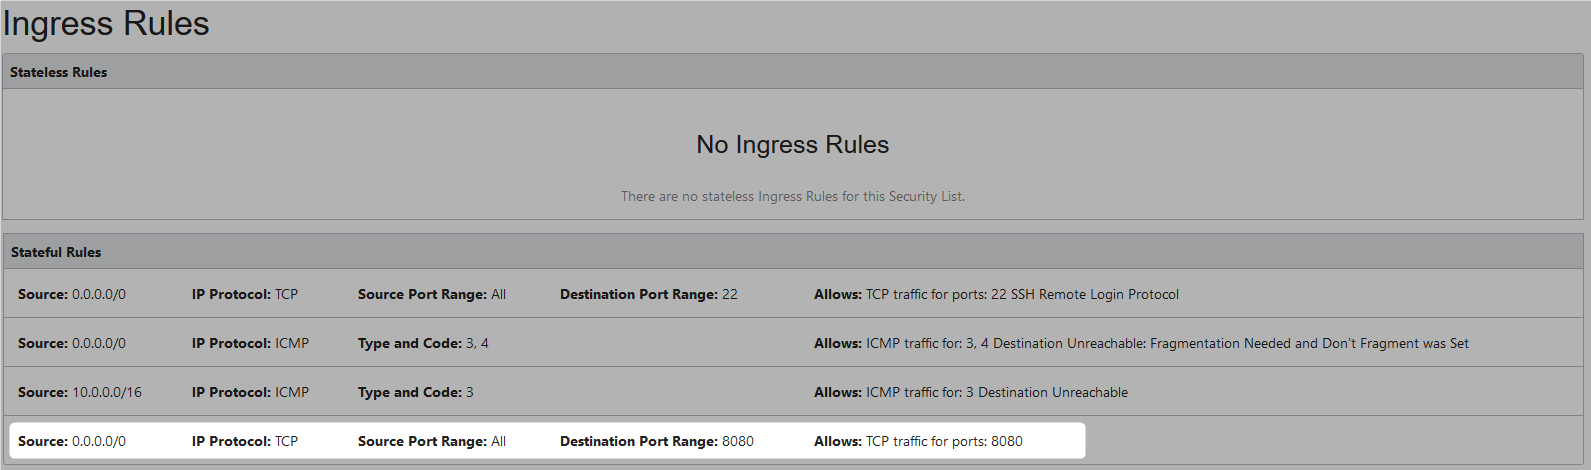 Ingress Rules
Stateless Rules
No Ingress Rules
There are no stateless Ingress Rules for this Security List.
Stateful Rules
Source: 0.0.0.0/0 IP Protocol: TCP Source Port Range: All Destination Port Range: 22 Allows: TCP traffic for ports: 22 SSH Remote Login Protocol
Source: 0.0.0.0/0 IP Protocol: ICMP Type and Code: 3, 4 Allows: ICMP traffic for: 3, 4 Destination Unreachable: Fragmentation Needed and Don't Fragment was Set
Source: 10.0.0.0/16 IP Protocol: ICMP Type and Code: 3 Allows: ICMP traffic for: 3 Destination Unreachable
Source: 0.0.0.0/0 IP Protocol: TCP Source Port Range: All Destination Port Range: 8080 Allows: TCP traffic for ports: 8080